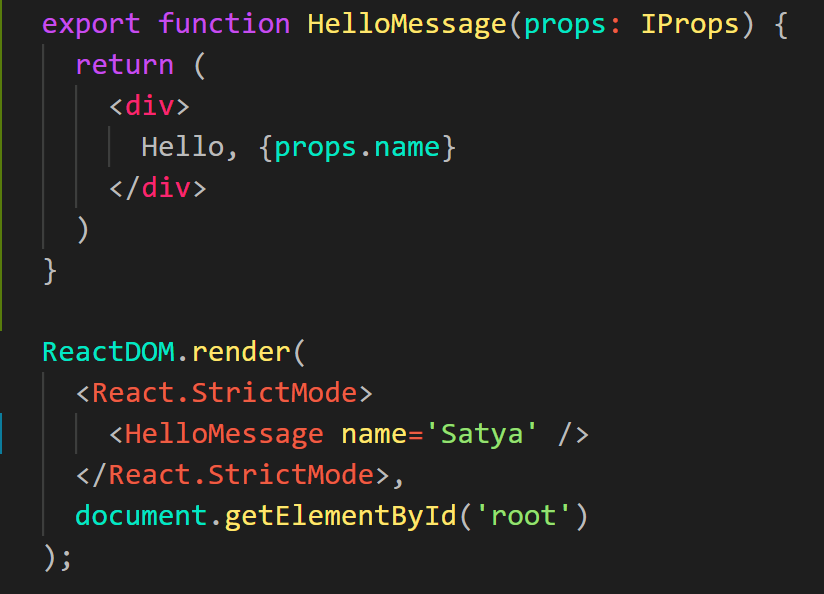 export function HelloMessage(props: IProps) {
  return (
    <div>
      Hello, {props.name}
    </div>
  )
}

ReactDOM.render(
  <React.StrictMode>
    <HelloMessage name='Satya' />
  </React.StrictMode>,
  document.getElementById('root')
);